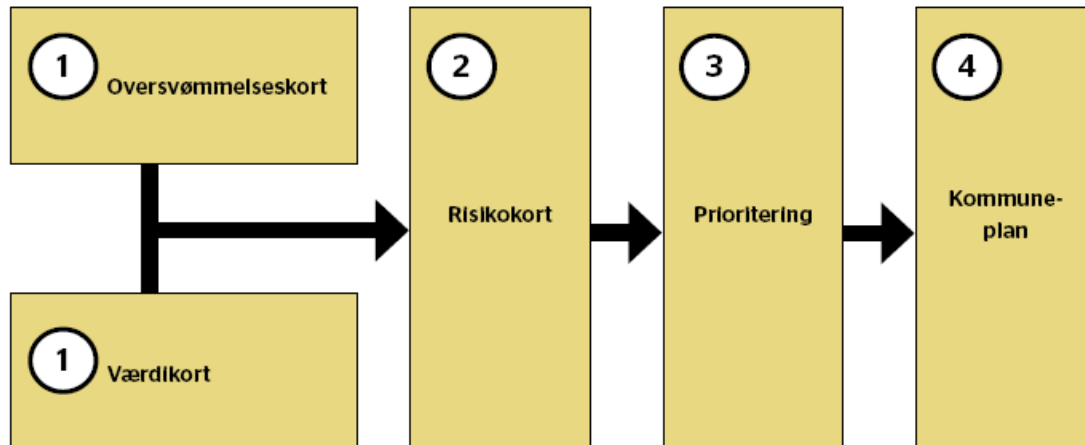 1
Oversvømmelseskort
1
Værdikort
2
Risikokort
3
Prioritering
4
Kommune-
plan